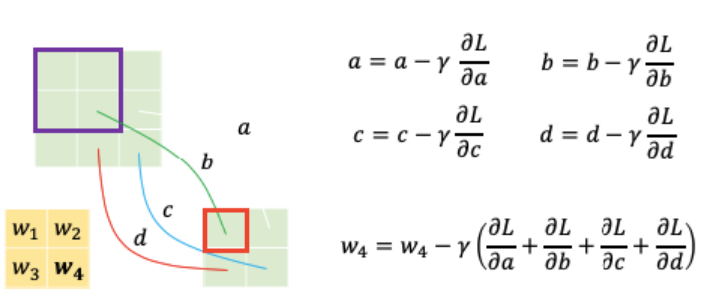 a = a − γ ∂L/∂a
b = b − γ ∂L/∂b
c = c − γ ∂L/∂c
d = d − γ ∂L/∂d
a
b
c
d
w₁ w₂
w₃ w₄
w₄ = w₄ − γ (∂L/∂a + ∂L/∂b + ∂L/∂c + ∂L/∂d)